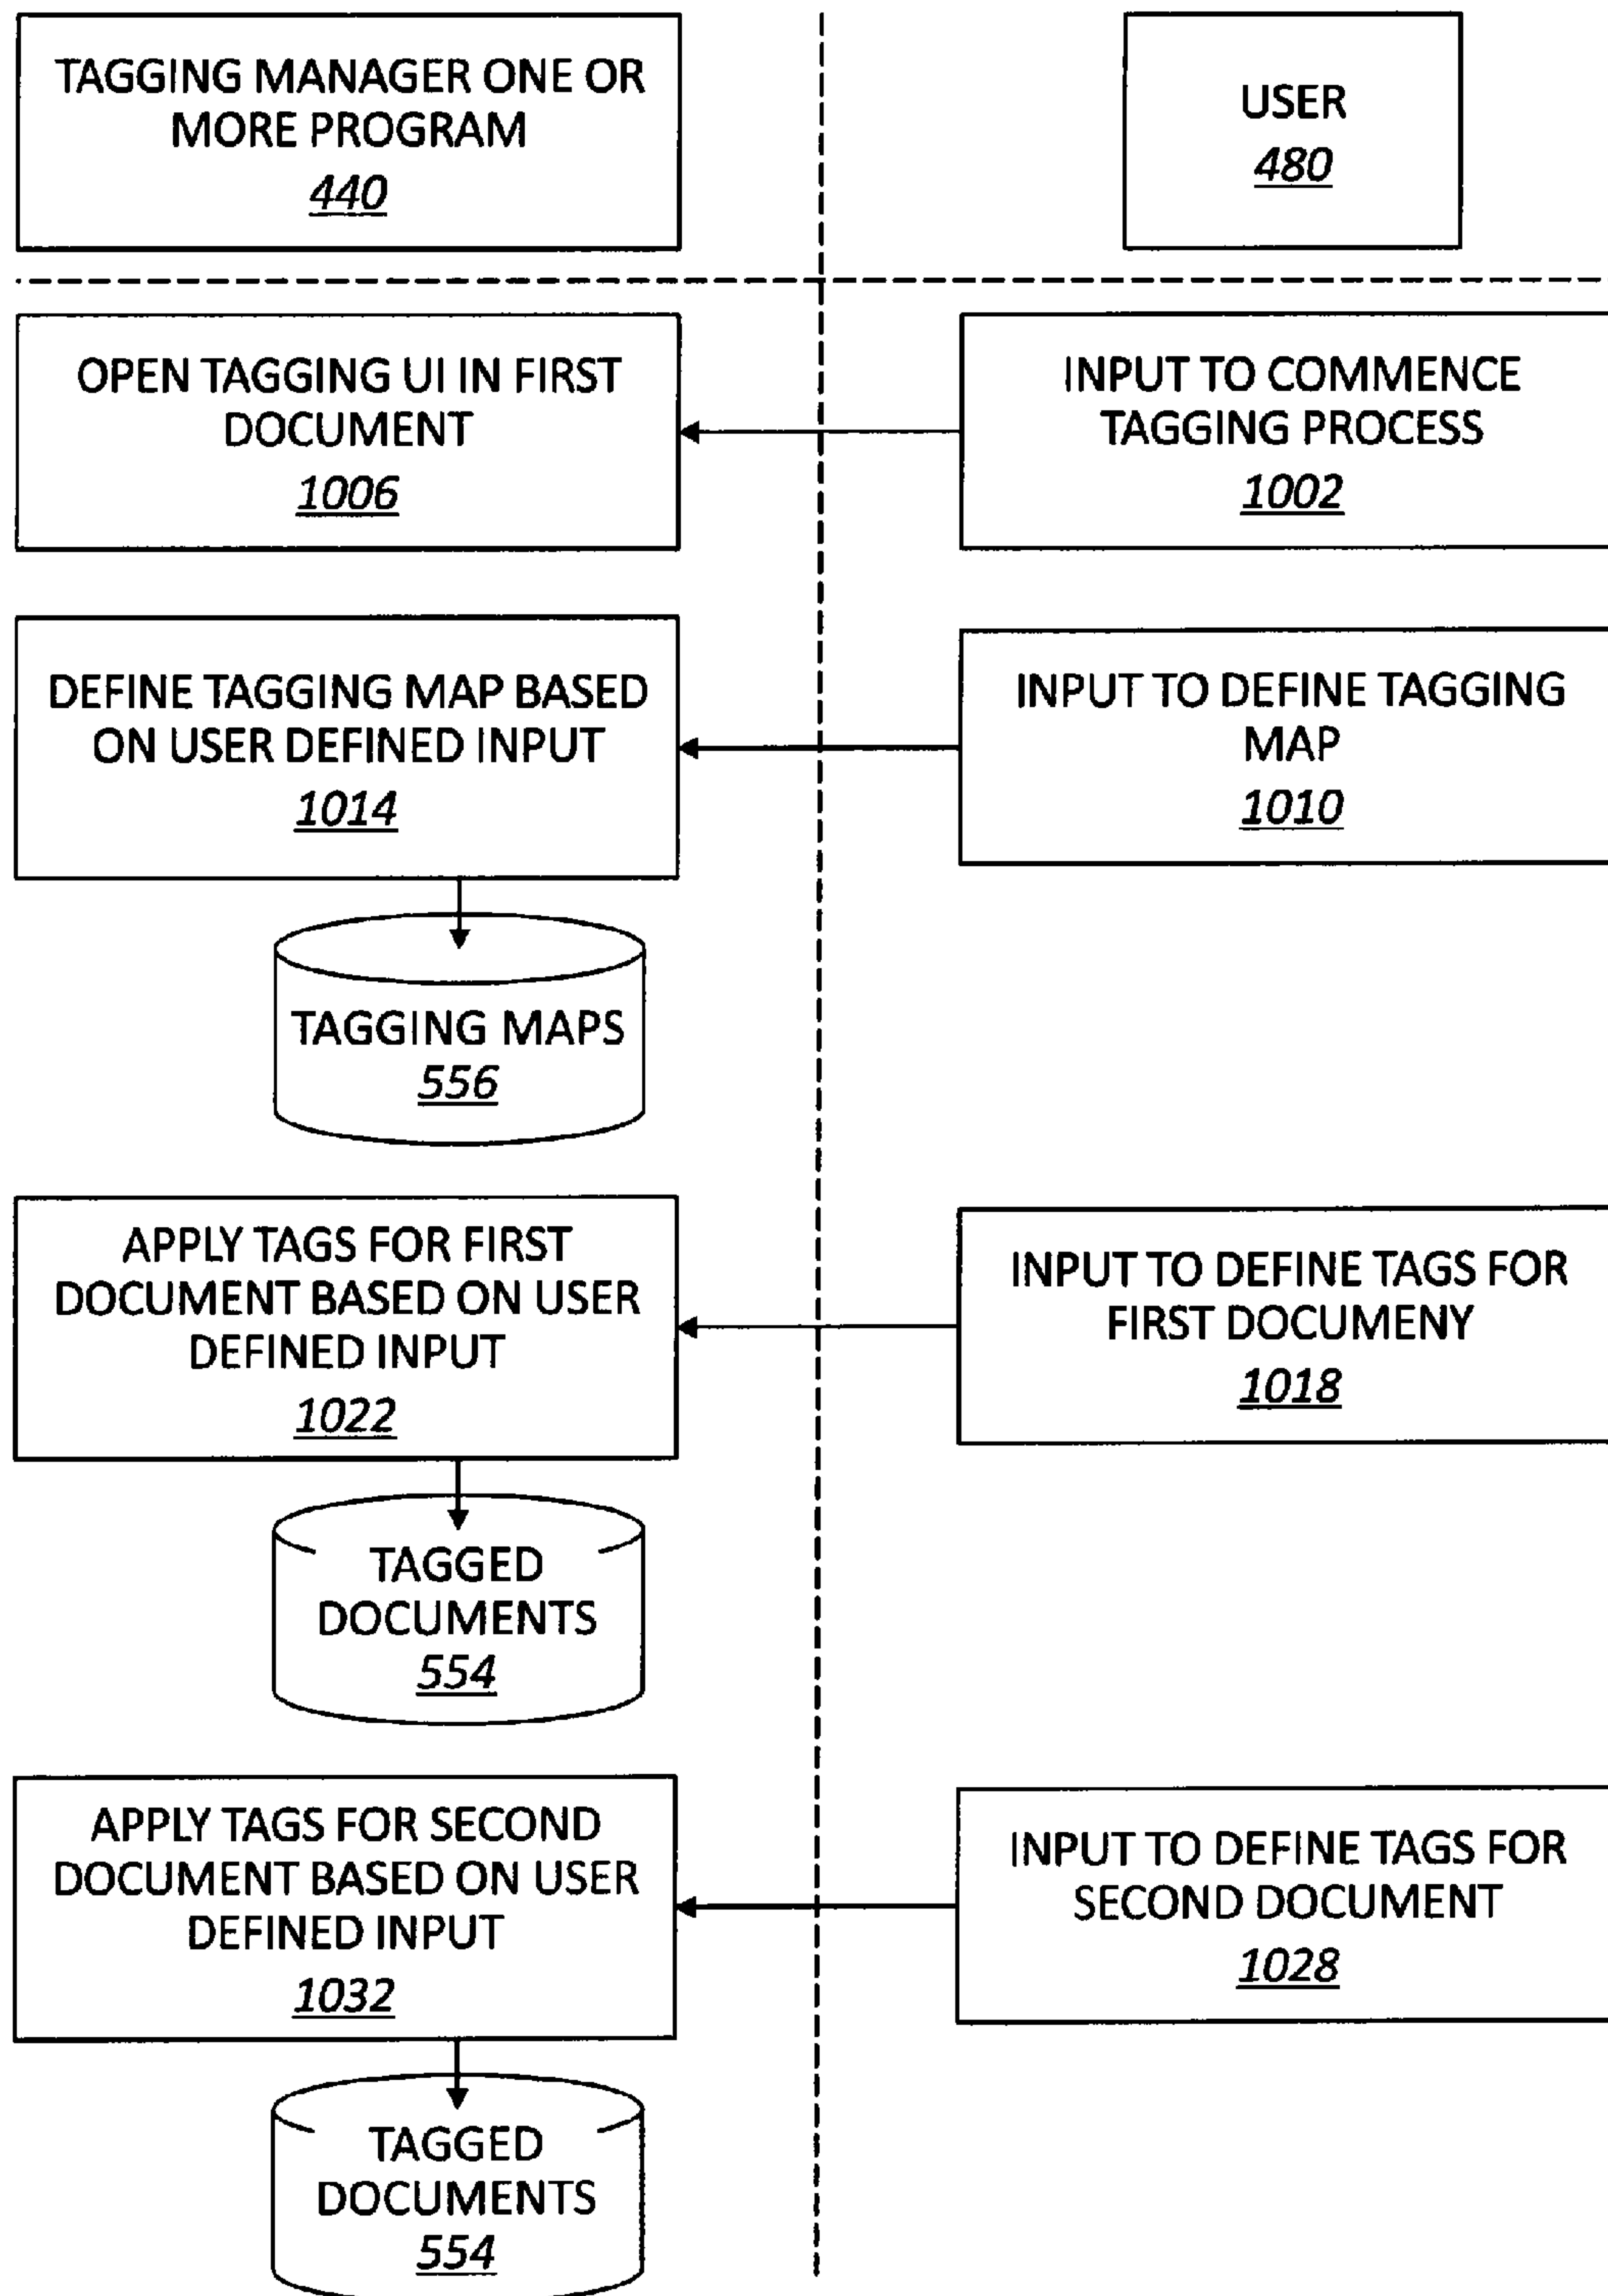 TAGGING MANAGER ONE OR
MORE PROGRAM
440
USER
480
OPEN TAGGING UI IN FIRST
DOCUMENT
1006
INPUT TO COMMENCE
TAGGING PROCESS
1002
DEFINE TAGGING MAP BASED
ON USER DEFINED INPUT
1014
INPUT TO DEFINE TAGGING
MAP
1010
TAGGING MAPS
556
APPLY TAGS FOR FIRST
DOCUMENT BASED ON USER
DEFINED INPUT
1022
INPUT TO DEFINE TAGS FOR
FIRST DOCUMENY
1018
TAGGED
DOCUMENTS
554
APPLY TAGS FOR SECOND
DOCUMENT BASED ON USER
DEFINED INPUT
1032
INPUT TO DEFINE TAGS FOR
SECOND DOCUMENT
1028
TAGGED
DOCUMENTS
554